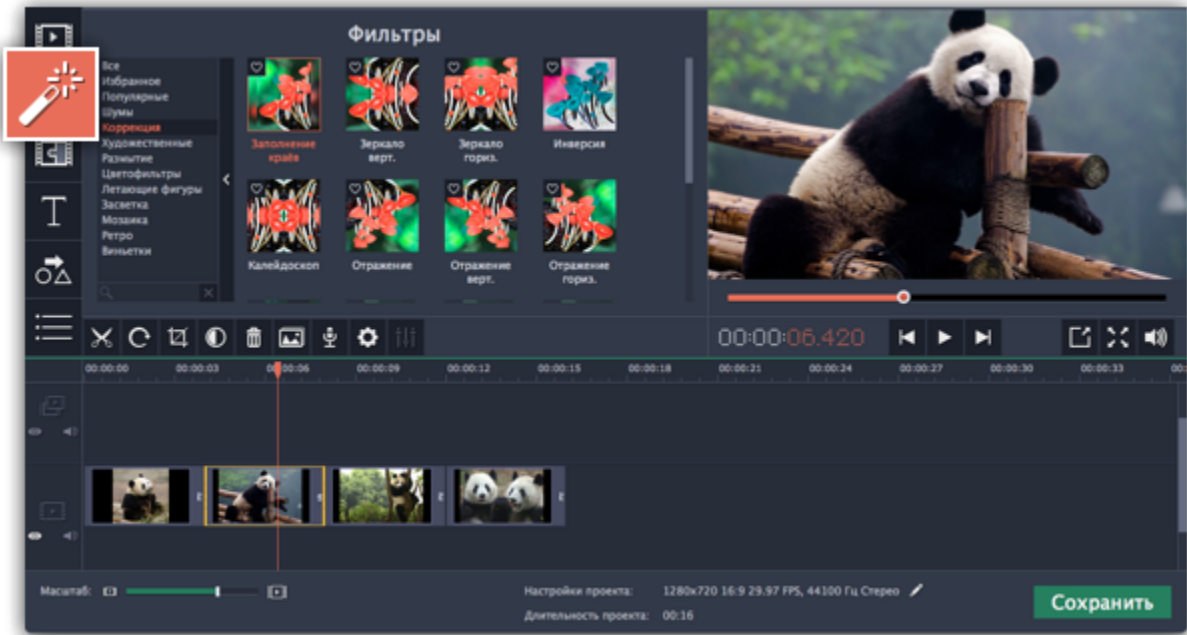 Фильтры
Все
Избранное
Популярные
Шумы
Коррекция
Художественные
Размытие
Цветофильтры
Летающие фигуры
Засветка
Мозаика
Ретро
Виньетки
Заполнение
краёв
Зеркало
верт.
Зеркало
гориз.
Инверсия
Калейдоскоп
Отражение
Отражение
верт.
Отражение
гориз.
T
00:00:06.420
00:00:00 00:00:03 00:00:06 00:00:09 00:00:12 00:00:15 00:00:18 00:00:21 00:00:24 00:00:27 00:00:30 00:00:33
Масштаб:
Настройки проекта: 1280x720 16:9 29.97 FPS, 44100 Гц Стерео
Длительность проекта: 00:16
Сохранить